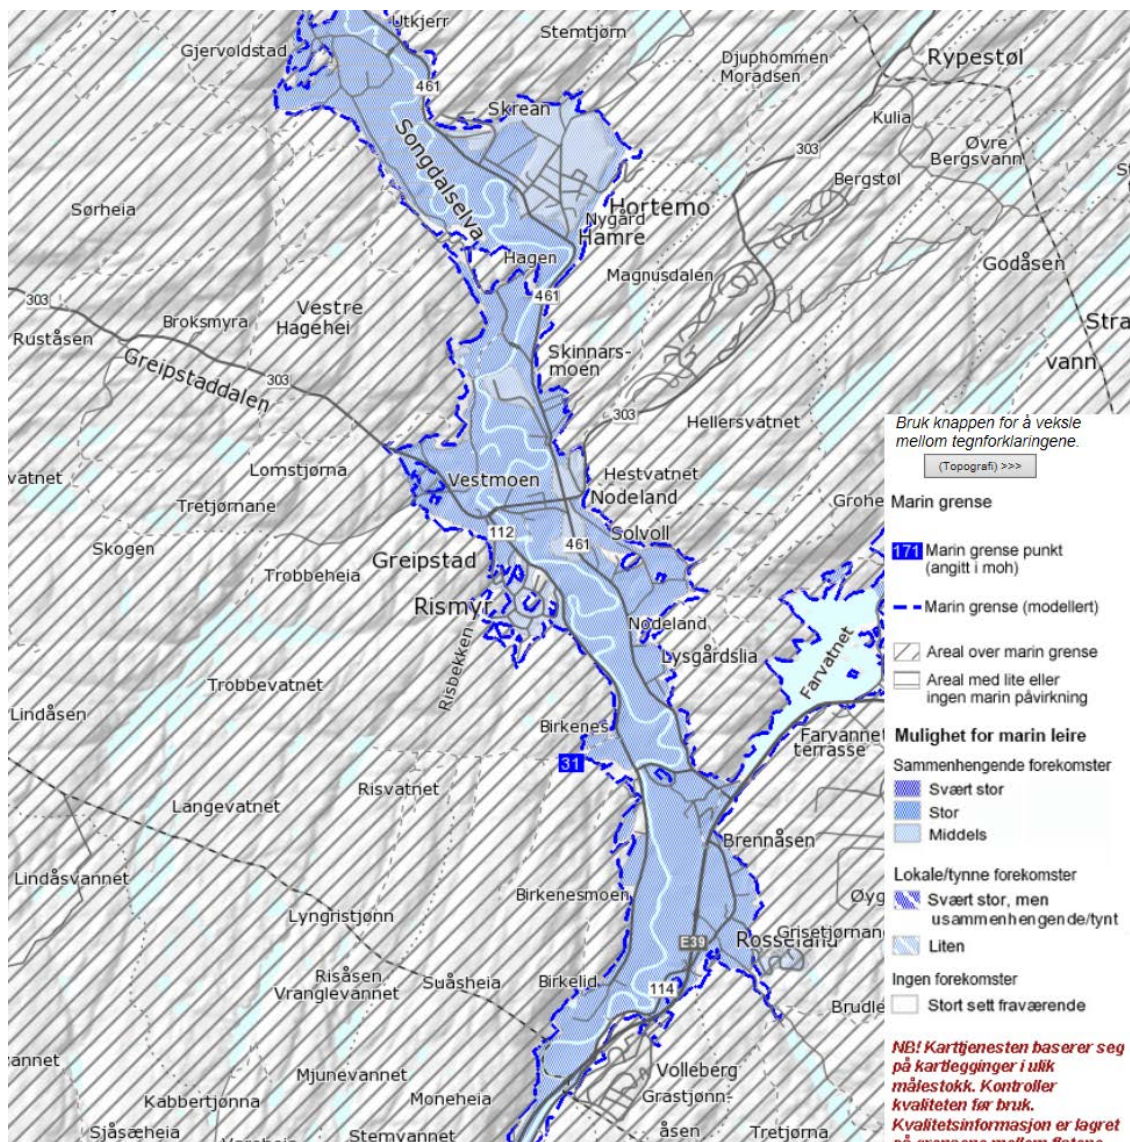 Utkjerr
Stemtjørn
Gjervoldstad
Djuphommen
Moradsen
Rypestøl
461
Skrean
Kulia
Øvre
Bergsvann
303
Songdalselva
Bergstøl
Sørheia
Hortemo
Nygård
Hamre
Hagen
Magnusdalen
Godåsen
303
461
Vestre
Hagehei
Broksmyra
Ruståsen
Stra
vann
Skinnars-
moen
Greipstaddalen
303
303
Hellersvatnet
Bruk knappen for å veksle
mellom tegnforklaringene.
(Topografi) >>>
Lomstjørna
Vestmoen
Hestvatnet
Nodeland
vatnet
Tretjørnane
Grohe
Marin grense
Skogen
112
461
Solvoll
Greipstad
Trobbeheia
171 Marin grense punkt
(angitt i moh)
Rismyr
Marin grense (modellert)
Nodeland
Risbekken
Lysgårdslia
Farvatnet
Areal over marin grense
Trobbevatnet
Areal med lite eller
ingen marin påvirkning
Lindåsen
Birkenes
Farvannet
terrasse
Mulighet for marin leire
31
Sammenhengende forekomster
Risvatnet
Svært stor
Langevatnet
Stor
Middels
Brennåsen
Lindåsvannet
Lokale/tynne forekomster
Birkenesmoen
Øyg
Svært stor, men
usammenhengende/tynt
Lyngristjønn
Grisetjørnane
E39
Rosseland
Liten
Risåsen
Vranglevannet
Suåsheia
Birkelid
114
Ingen forekomster
Brudle
Stort sett fraværende
vannet
Mjunevannet
Volleberg
NB! Karttjenesten baserer seg
på kartlegginger i ulik
målestokk. Kontroller
kvaliteten før bruk.
Kvalitetsinformasjon er lagret
Kabbertjønna
Moneheia
Grastjønn-
åsen
Sjåsæheia
Stemvannet
Tretjørna
på grensene mellom flatene